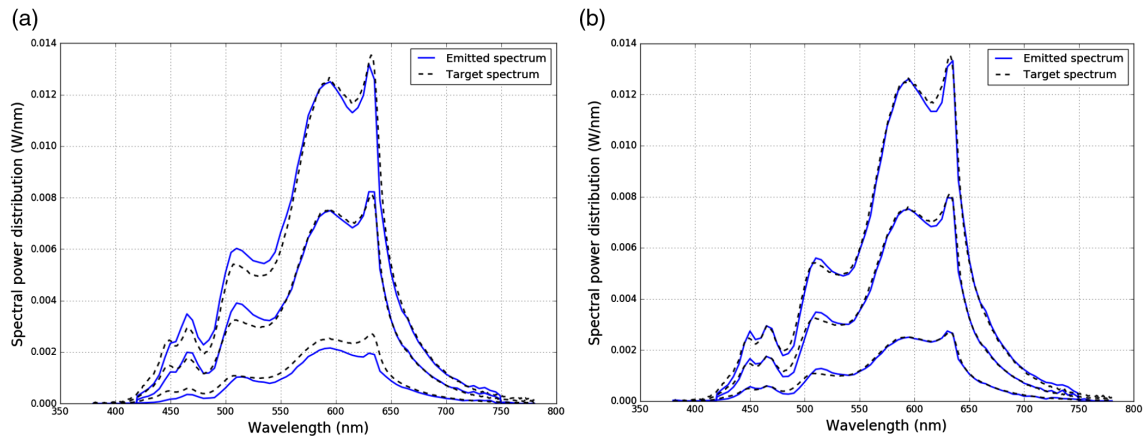 (a)
Spectral power distribution (W/nm)
0.014
0.012
0.010
0.008
0.006
0.004
0.002
0.000
Emitted spectrum
Target spectrum
350 400 450 500 550 600 650 700 750 800
Wavelength (nm)
(b)
Spectral power distribution (W/nm)
0.014
0.012
0.010
0.008
0.006
0.004
0.002
0.000
Emitted spectrum
Target spectrum
350 400 450 500 550 600 650 700 750 800
Wavelength (nm)